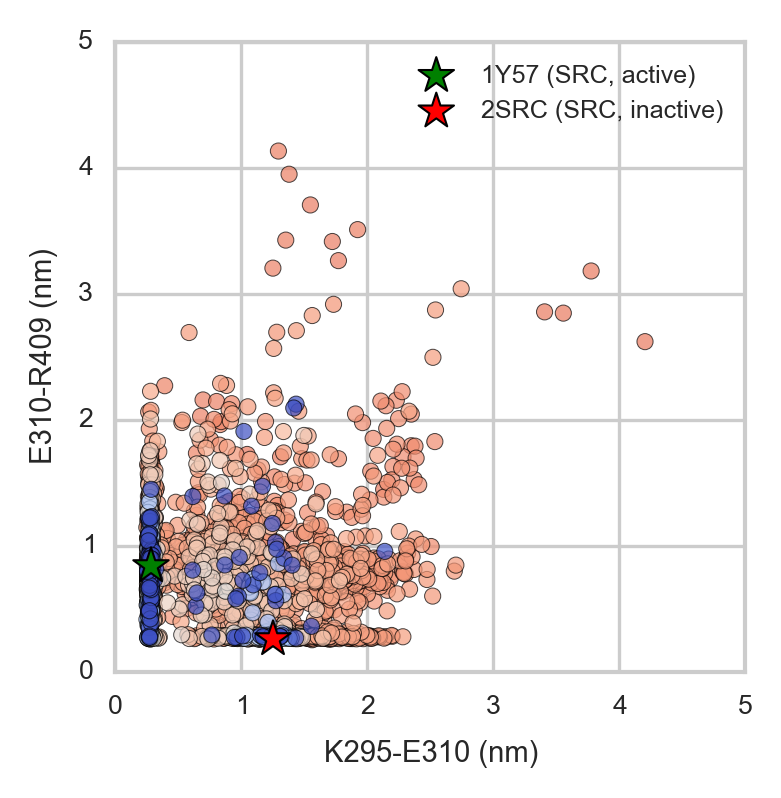 5
4
3
2
1
0
E310-R409 (nm)
1Y57 (SRC, active)
2SRC (SRC, inactive)
0 1 2 3 4 5
K295-E310 (nm)